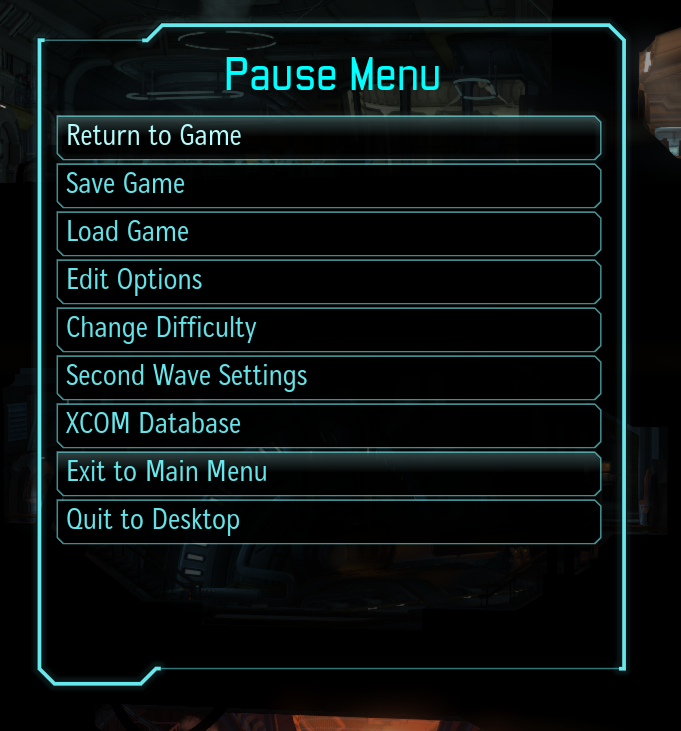 Pause Menu
Return to Game
Save Game
Load Game
Edit Options
Change Difficulty
Second Wave Settings
XCOM Database
Exit to Main Menu
Quit to Desktop